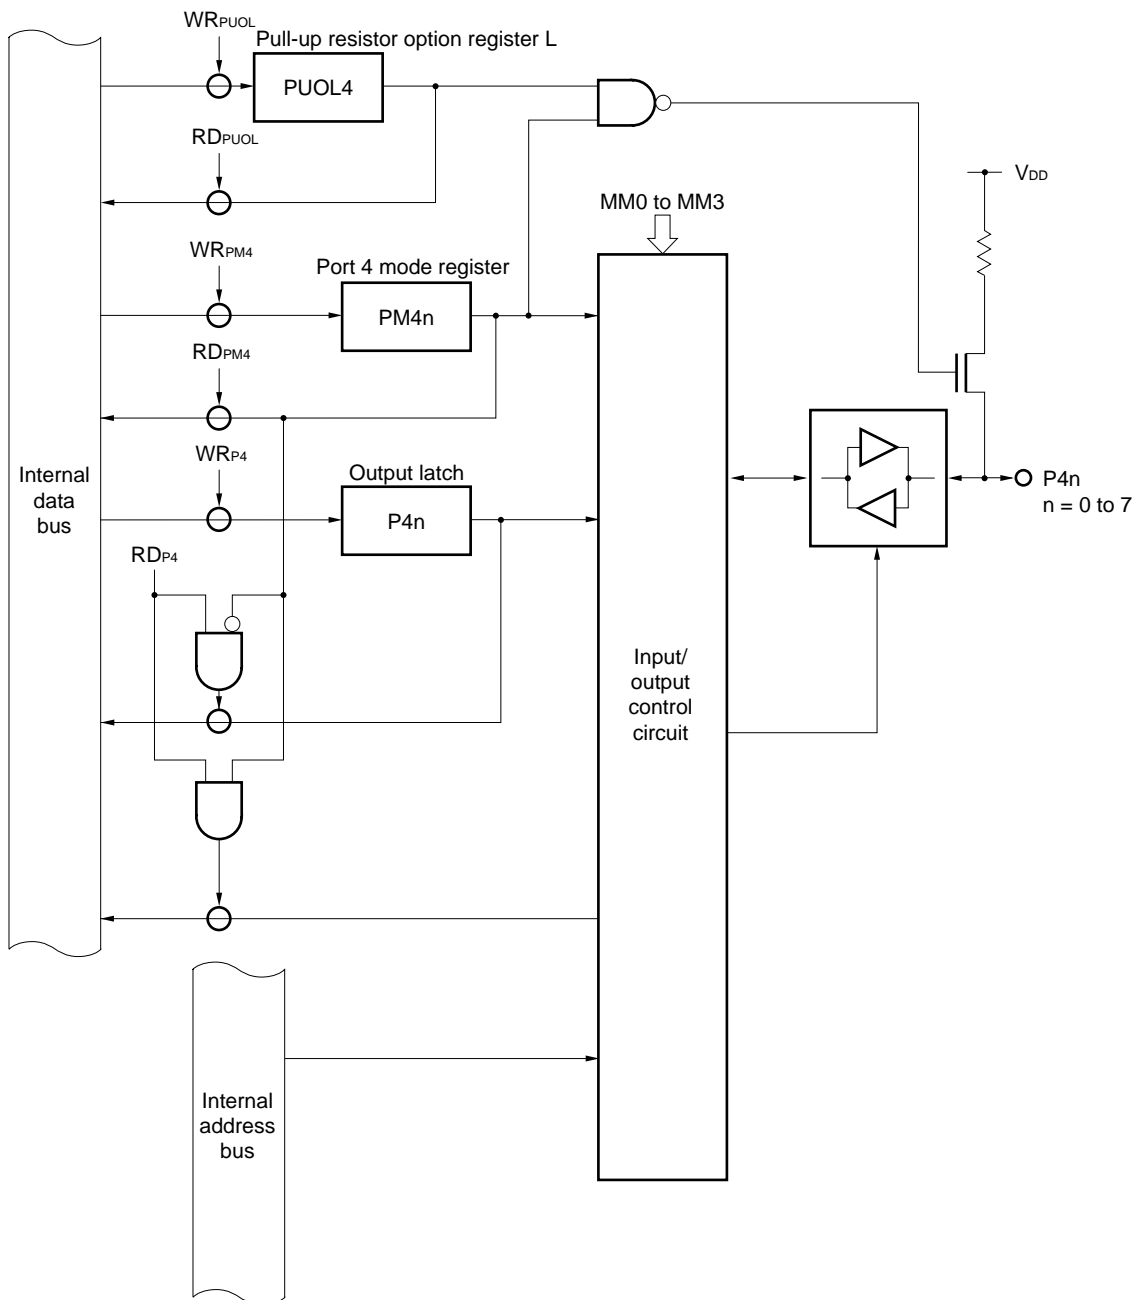 WRPUOL
Pull-up resistor option register L
PUOL4
RDPUOL
VDD
MM0 to MM3
WRPM4
Port 4 mode register
PM4n
RDPM4
WRP4
Output latch
P4n
Internal
data
bus
P4n
n = 0 to 7
RDP4
Input/
output
control
circuit
Internal
address
bus